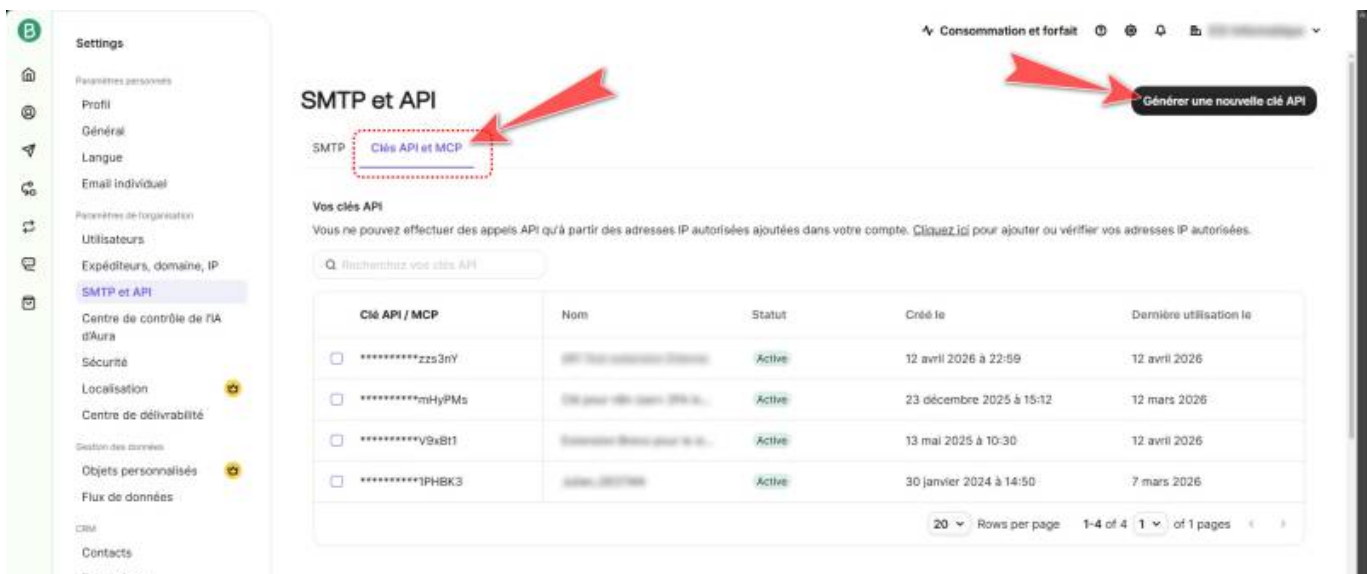 B
Settings
Consommation et forfait
Paramètres personnels
Profil
Général
Langue
Email individuel
Paramètres de l'organisation
Utilisateurs
Expéditeurs, domaine, IP
SMTP et API
Centre de contrôle de l'IA
d'Aura
Sécurité
Localisation
Centre de délivrabilité
Gestion des données
Objets personnalisés
Flux de données
CRM
Contacts
SMTP et API
Générer une nouvelle clé API
SMTP
Clés API et MCP
Vos clés API
Vous ne pouvez effectuer des appels API qu'à partir des adresses IP autorisées ajoutées dans votre compte. Cliquez ici pour ajouter ou vérifier vos adresses IP autorisées.
Recherchez vos clés API
Clé API / MCP Nom Statut Créé le Dernière utilisation le
**********zzs3nY Active 12 avril 2026 à 22:59 12 avril 2026
**********mHyPMs Active 23 décembre 2025 à 15:12 12 mars 2026
**********V9xBt1 Active 13 mai 2025 à 10:30 12 avril 2026
**********1PHBK3 Active 30 janvier 2024 à 14:50 7 mars 2026
20 Rows per page 1-4 of 4 1 of 1 pages